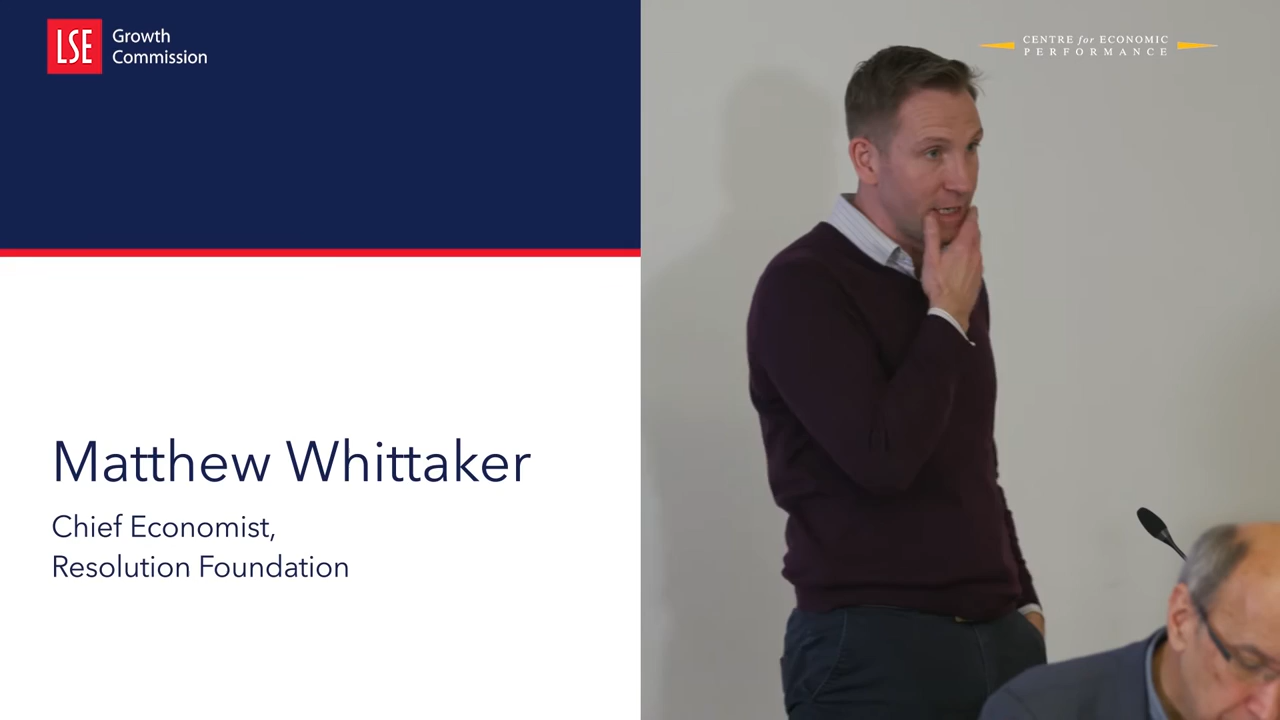 LSE
Growth
Commission
CENTRE for ECONOMIC
PERFORMANCE
Matthew Whittaker
Chief Economist,
Resolution Foundation